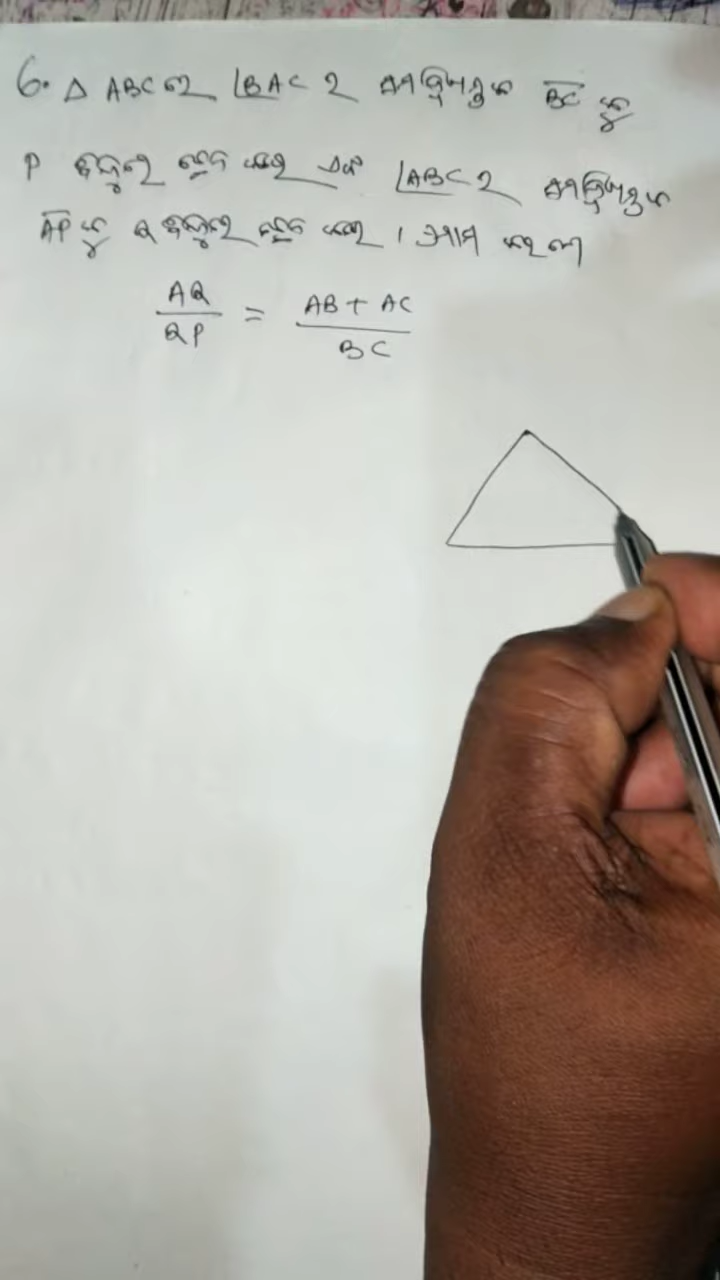 6. Δ ABC ରେ ∠BAC ର ସମଦ୍ୱିଖଣ୍ଡକ BC କୁ
P ବିନ୍ଦୁରେ ଛେଦ କରେ ଏବଂ ∠ABC ର ସମଦ୍ୱିଖଣ୍ଡକ
AP କୁ Q ବିନ୍ଦୁରେ ଛେଦ କରେ । ପ୍ରମାଣ କର ଯେ
AQ/QP = AB + AC/BC